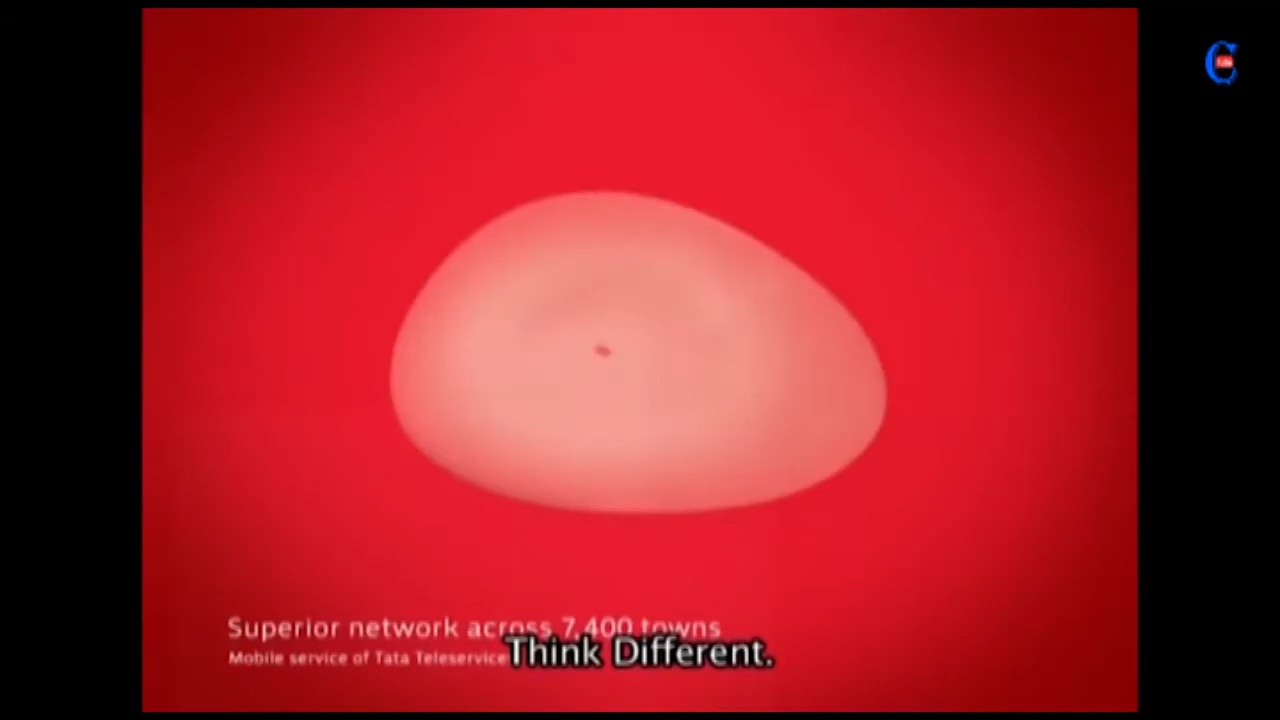 Superior network across 7,400 towns
Mobile service of Tata Teleservice
Think Different.